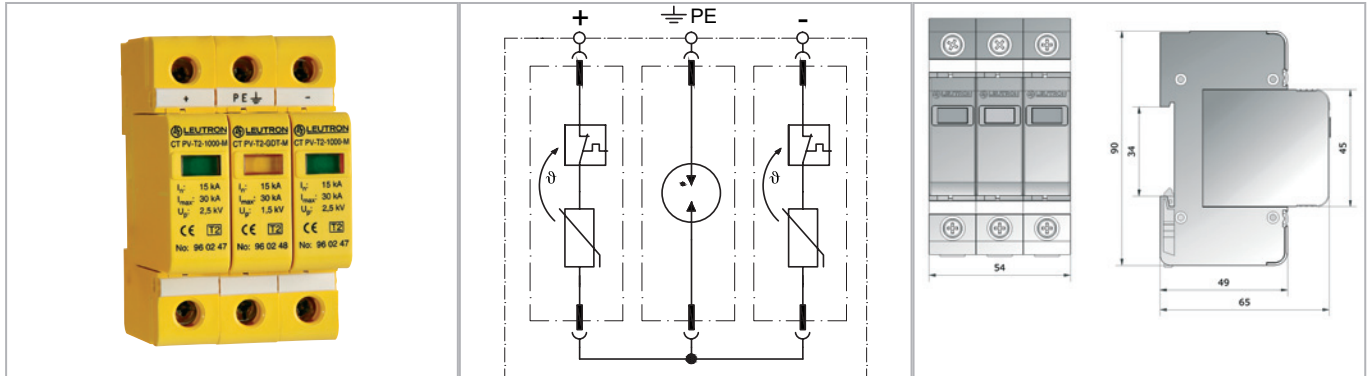 + PE -
LEUTRON LEUTRON LEUTRON
CT PV-T2-1000-M CT PV-T2-GDT-M CT PV-T2-1000-M
In: 15 kA In: 15 kA In: 15 kA
Imax: 30 kA Imax: 30 kA Imax: 30 kA
Up: 2,5 kV Up: 1,5 kV Up: 2,5 kV
CE T2 CE T2 CE T2
No: 96 02 47 No: 96 02 48 No: 96 02 47
+ PE -
ϑ ϑ
LEUTRON LEUTRON LEUTRON
54
90
34
45
49
65